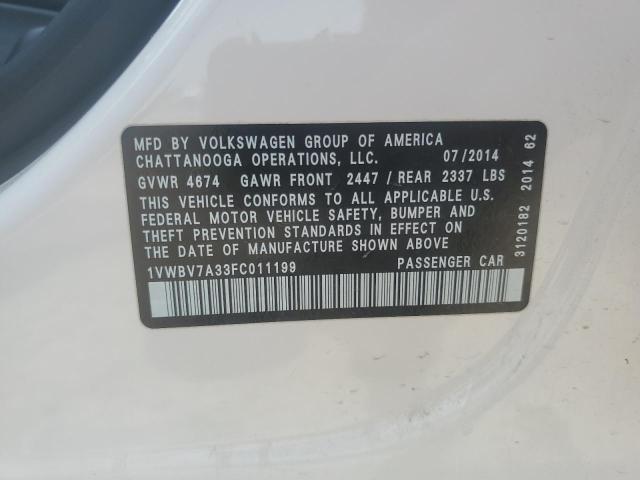 MFD BY VOLKSWAGEN GROUP OF AMERICA
CHATTANOOGA OPERATIONS, LLC. 07/2014
GVWR 4674 GAWR FRONT 2447 / REAR 2337 LBS
THIS VEHICLE CONFORMS TO ALL APPLICABLE U.S.
FEDERAL MOTOR VEHICLE SAFETY, BUMPER AND
THEFT PREVENTION STANDARDS IN EFFECT ON
THE DATE OF MANUFACTURE SHOWN ABOVE
1VWBV7A33FC011199 PASSENGER CAR
3120182 2014 62